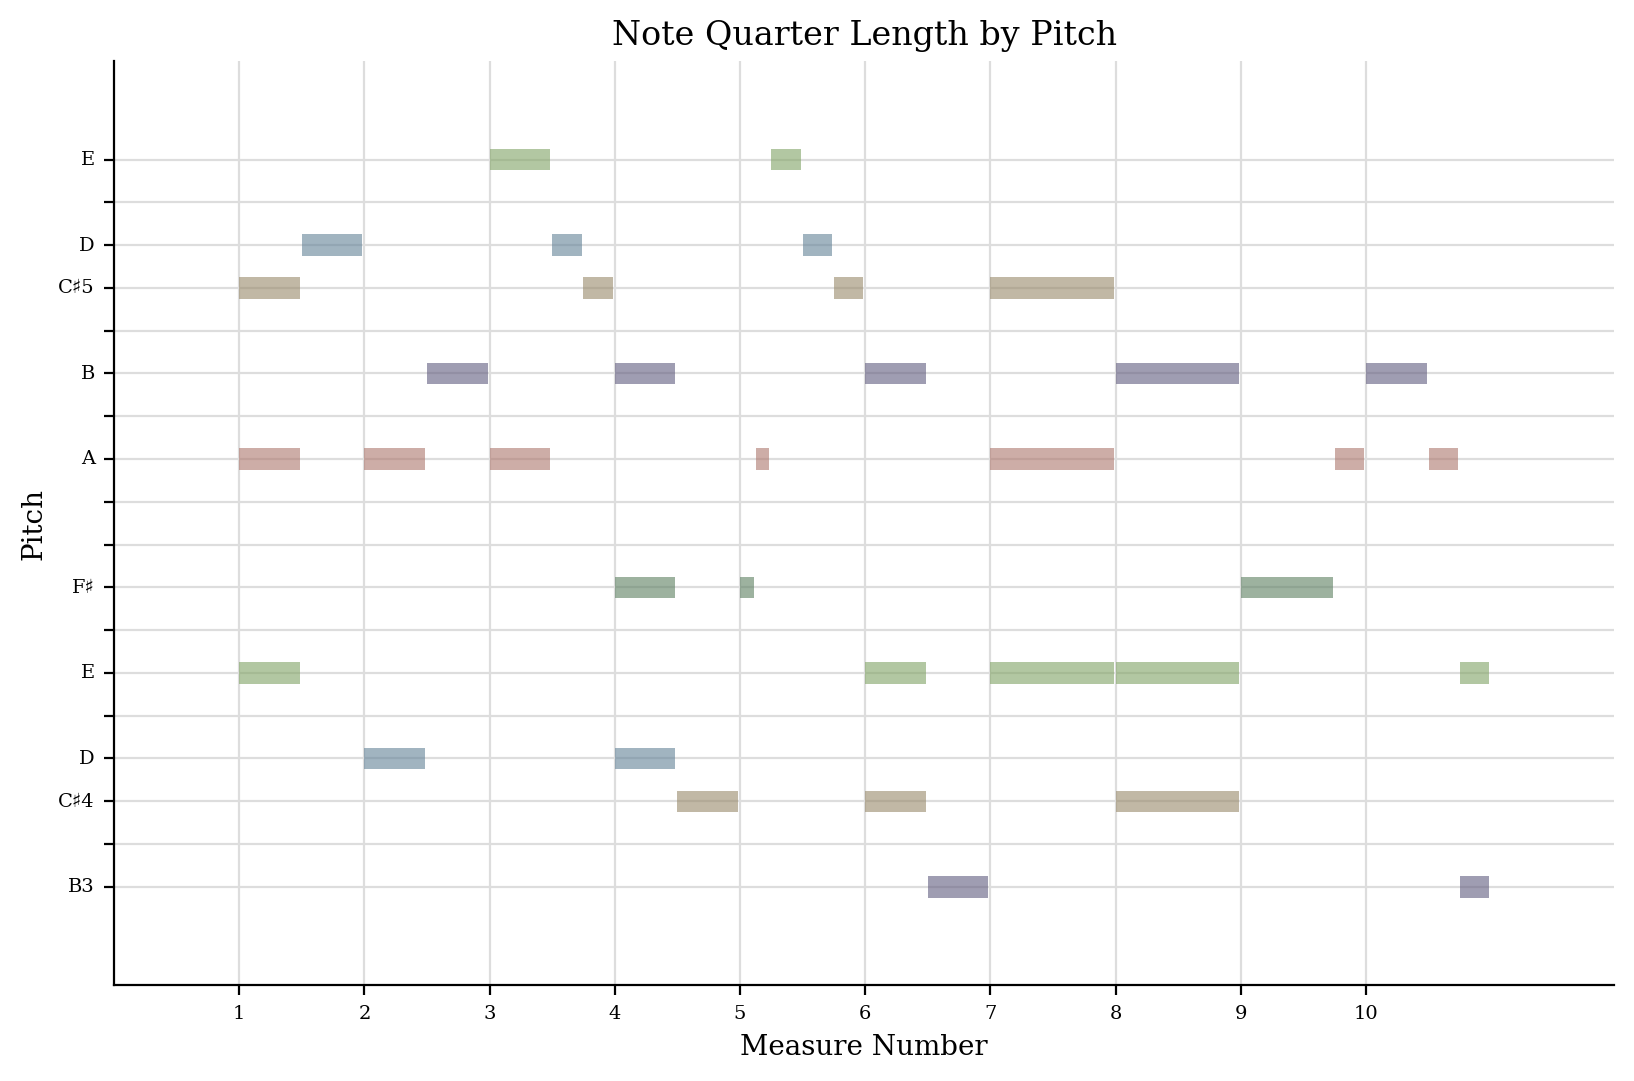 Note Quarter Length by Pitch
E
D
C♯5
B
A
F♯
E
D
C♯4
B3
Pitch
1 2 3 4 5 6 7 8 9 10
Measure Number